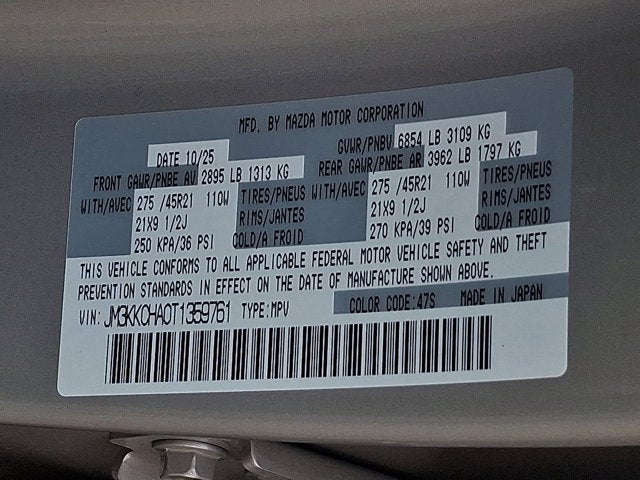 MFD. BY MAZDA MOTOR CORPORATION
DATE 10/25 GVWR/PNBV 6854 LB 3109 KG
FRONT GAWR/PNBE AV 2895 LB 1313 KG REAR GAWR/PNBE AR 3962 LB 1797 KG
WITH/AVEC 275 /45R21 110W TIRES/PNEUS WITH/AVEC 275 /45R21 110W TIRES/PNEUS
21X9 1/2J RIMS/JANTES 21X9 1/2J RIMS/JANTES
250 KPA/36 PSI COLD/A FROID 270 KPA/39 PSI COLD/A FROID
THIS VEHICLE CONFORMS TO ALL APPLICABLE FEDERAL MOTOR VEHICLE SAFETY AND THEFT
PREVENTION STANDARDS IN EFFECT ON THE DATE OF MANUFACTURE SHOWN ABOVE.
VIN: JM3KKCHA0T1359761 TYPE:MPV COLOR CODE:47S MADE IN JAPAN